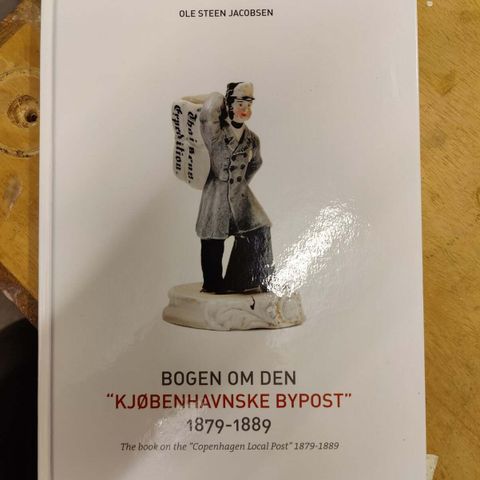 OLE STEEN JACOBSEN
Expedition.
BOGEN OM DEN
“KJØBENHAVNSKE BYPOST”
1879-1889
The book on the “Copenhagen Local Post” 1879-1889